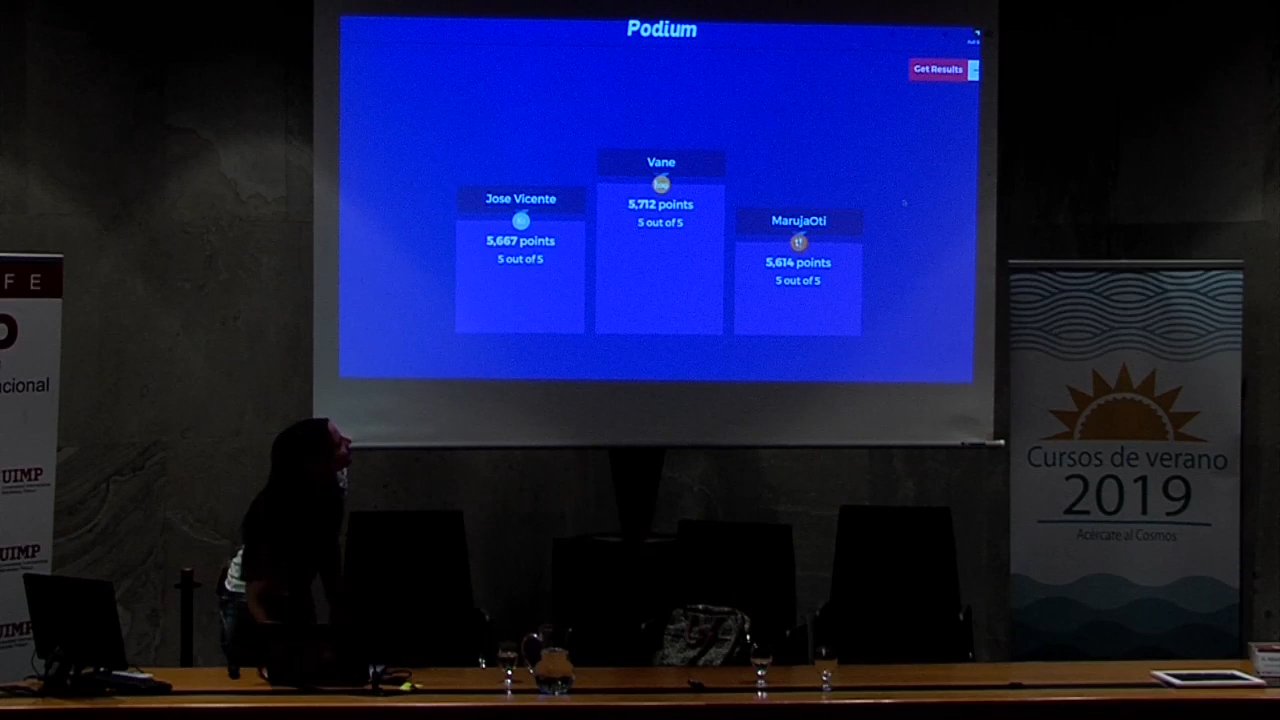 Podium
Get Results
Vane
5,712 points
5 out of 5
Jose Vicente
5,667 points
5 out of 5
MarujaOti
5,614 points
5 out of 5
F E
acional
UIMP
UIMP
UIMP
Cursos de verano
2019
Acércate al Cosmos